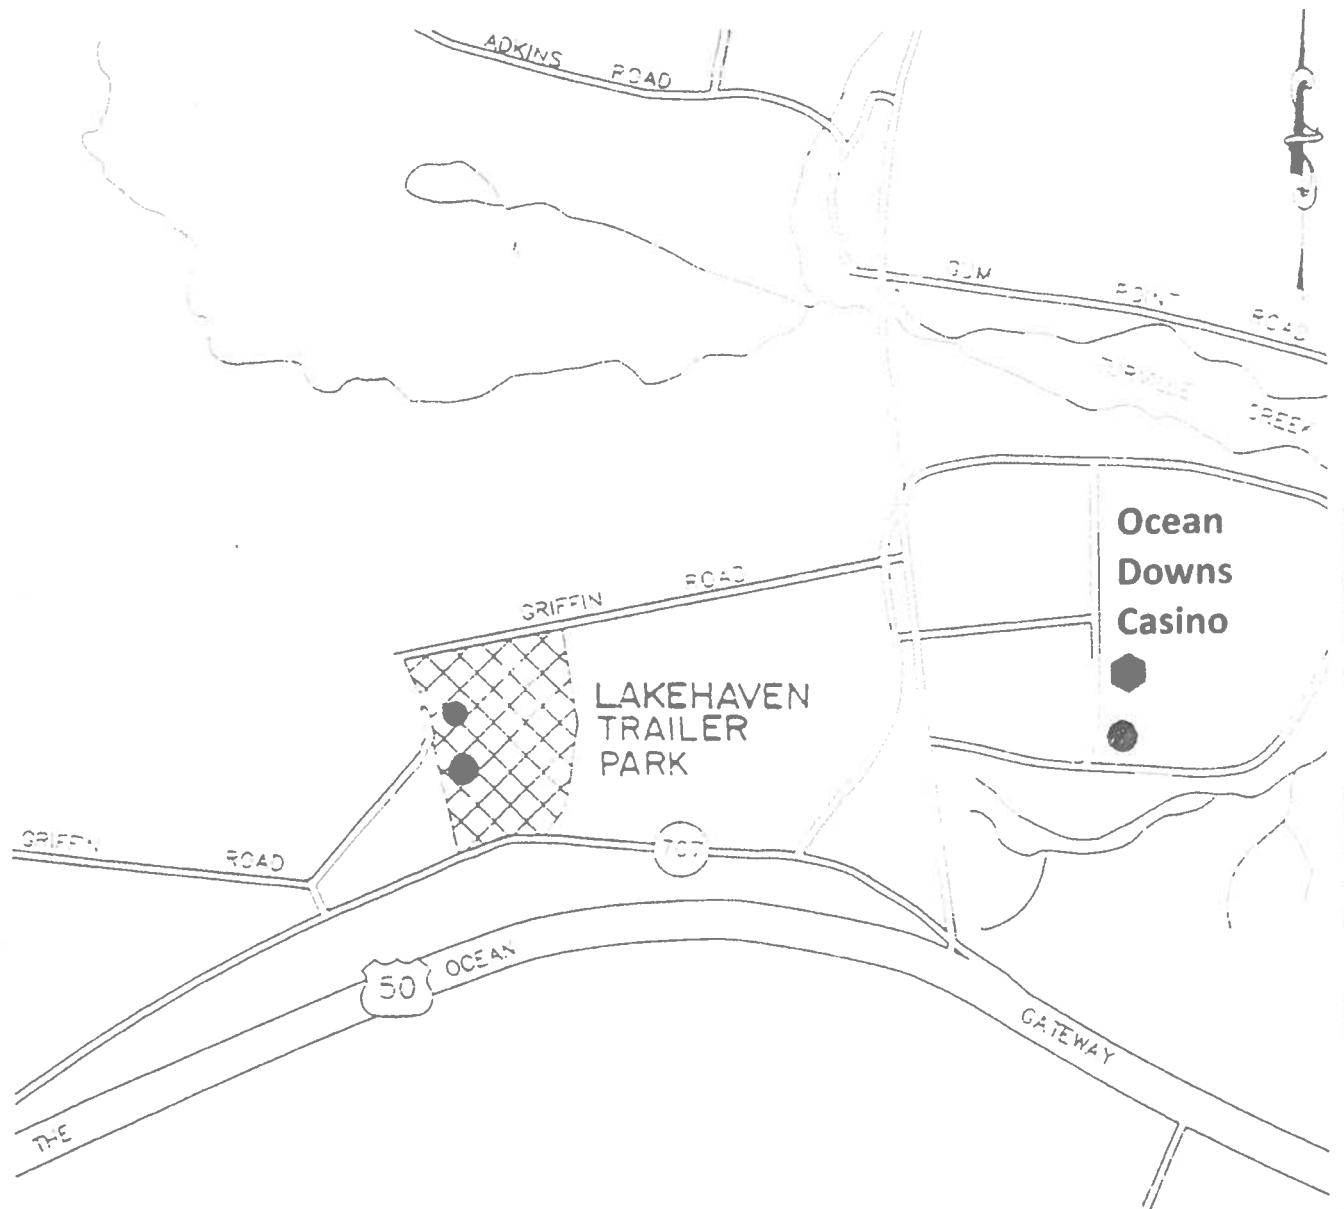 ADKINS ROAD
GUM POINT ROAD
TURVILLE CREEK
Ocean
Downs
Casino
GRIFFIN ROAD
LAKEHAVEN
TRAILER
PARK
GRIFFIN ROAD
707
50
THE OCEAN GATEWAY